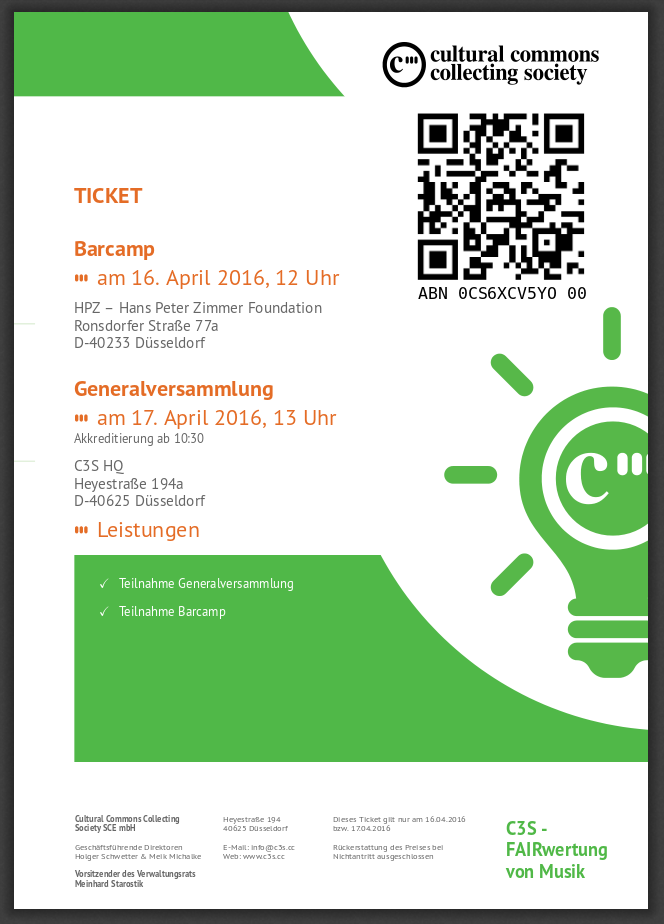 cultural commons
collecting society
ABN 0CS6XCV5YO 00
TICKET
Barcamp
am 16. April 2016, 12 Uhr
HPZ – Hans Peter Zimmer Foundation
Ronsdorfer Straße 77a
D-40233 Düsseldorf
Generalversammlung
am 17. April 2016, 13 Uhr
Akkreditierung ab 10:30
C3S HQ
Heyestraße 194a
D-40625 Düsseldorf
Leistungen
✓ Teilnahme Generalversammlung
✓ Teilnahme Barcamp
Cultural Commons Collecting
Society SCE mbH
Geschäftsführende Direktoren
Holger Schwetter & Meik Michalke
Vorsitzender des Verwaltungsrats
Meinhard Starostik
Heyestraße 194
40625 Düsseldorf
E-Mail: info@c3s.cc
Web: www.c3s.cc
Dieses Ticket gilt nur am 16.04.2016
bzw. 17.04.2016
Rückerstattung des Preises bei
Nichtantritt ausgeschlossen
C3S -
FAIRwertung
von Musik